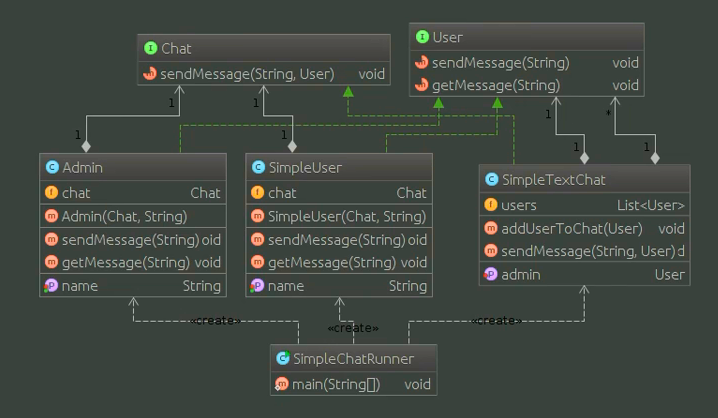 Chat
sendMessage(String, User) void
User
sendMessage(String) void
getMessage(String) void
1
1
1
*
1
1
1
1
Admin
chat Chat
Admin(Chat, String)
sendMessage(String) oid
getMessage(String) void
name String
SimpleUser
chat Chat
SimpleUser(Chat, String)
sendMessage(String) oid
getMessage(String) void
name String
SimpleTextChat
users List<User>
addUserToChat(User) void
sendMessage(String, User) d
admin User
«create»
«create»
«create»
SimpleChatRunner
main(String[]) void